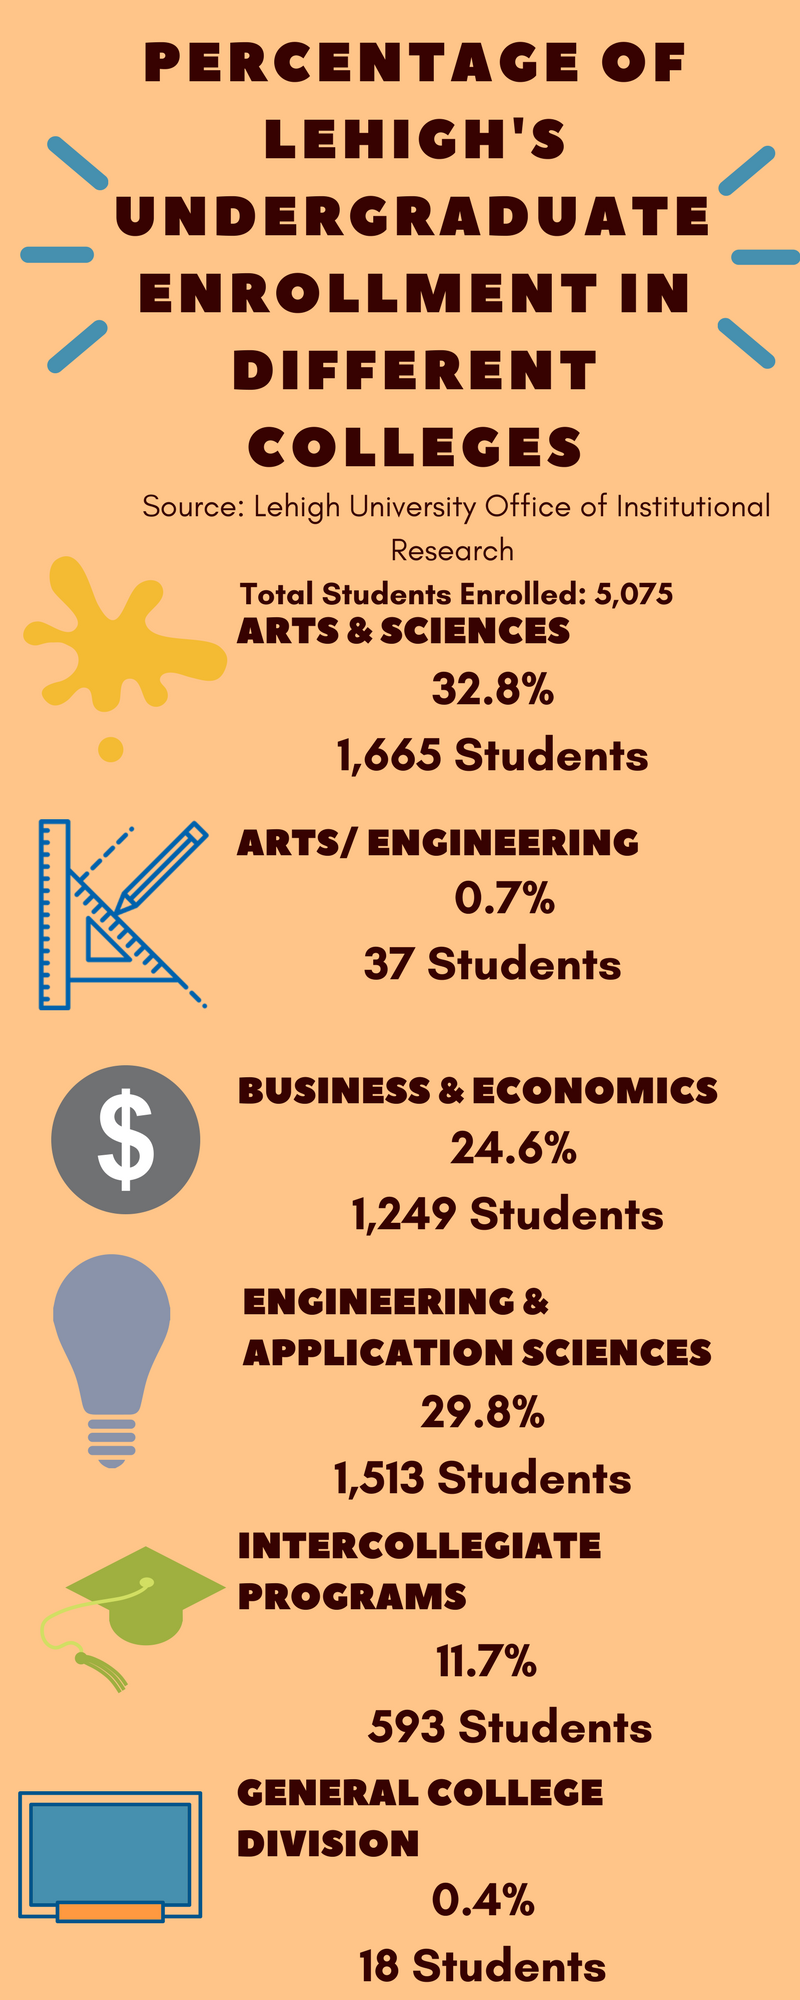 PERCENTAGE OF
LEHIGH'S
UNDERGRADUATE
ENROLLMENT IN
DIFFERENT
COLLEGES
Source: Lehigh University Office of Institutional
Research
Total Students Enrolled: 5,075
ARTS & SCIENCES
32.8%
1,665 Students
ARTS/ ENGINEERING
0.7%
37 Students
$
BUSINESS & ECONOMICS
24.6%
1,249 Students
ENGINEERING &
APPLICATION SCIENCES
29.8%
1,513 Students
INTERCOLLEGIATE
PROGRAMS
11.7%
593 Students
GENERAL COLLEGE
DIVISION
0.4%
18 Students